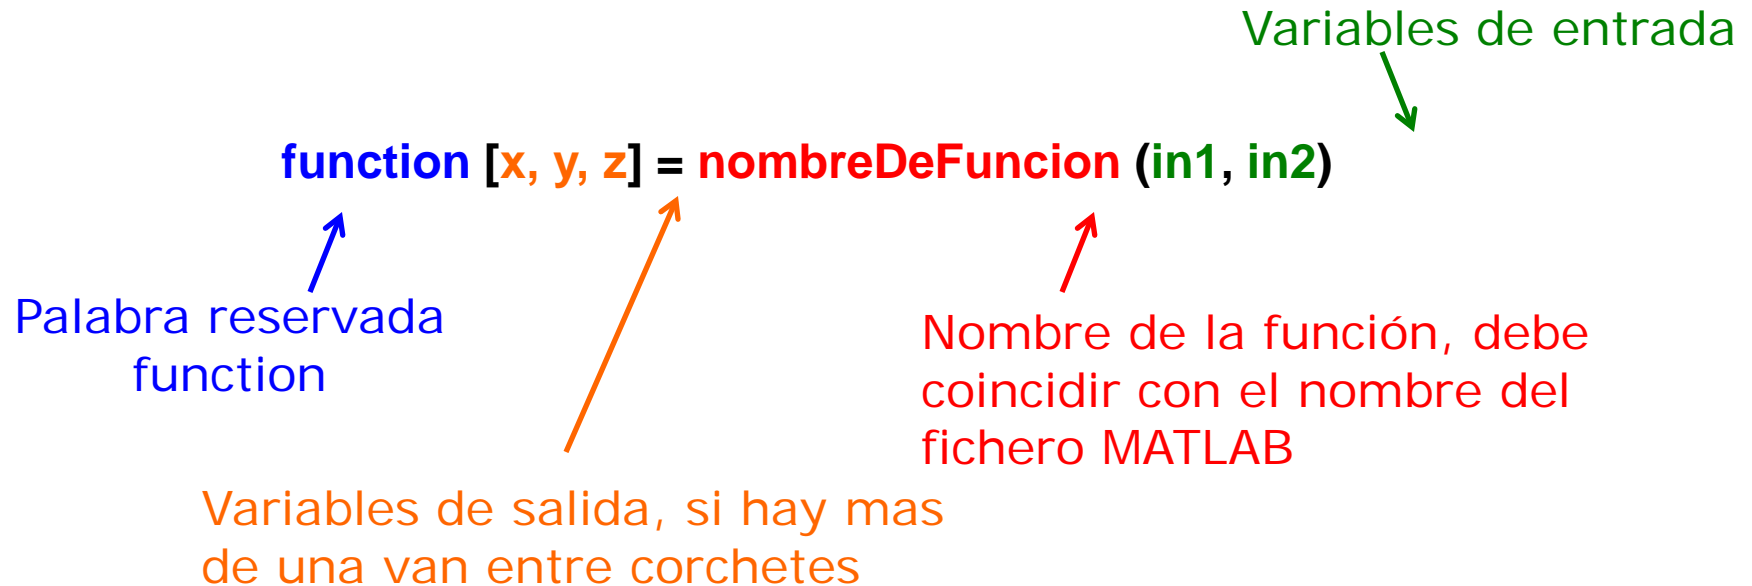 Variables de entrada
function [x, y, z] = nombreDeFuncion (in1, in2)
Palabra reservada
function
Nombre de la función, debe
coincidir con el nombre del
fichero MATLAB
Variables de salida, si hay mas
de una van entre corchetes